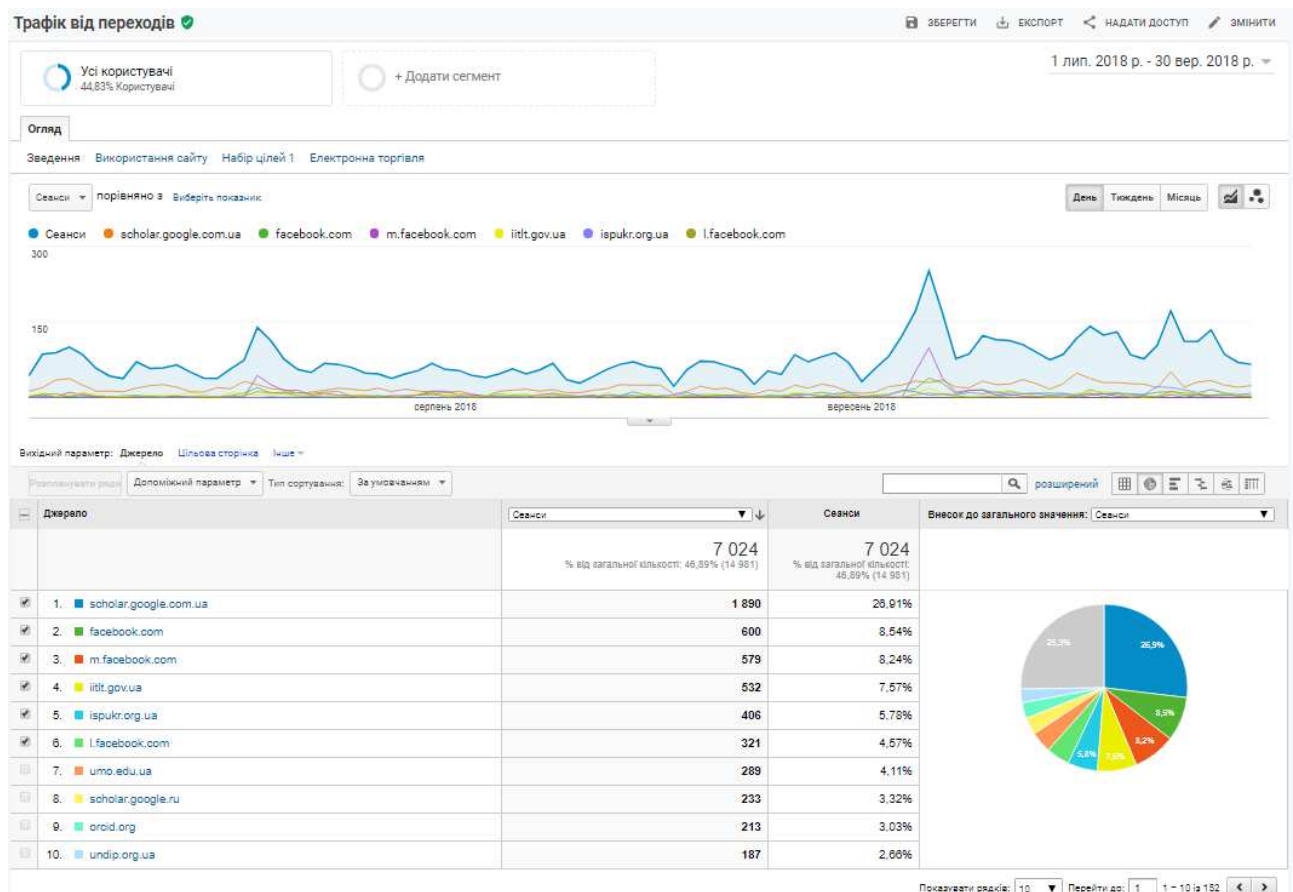 Трафік від переходів
ЗБЕРЕГТИ ЕКСПОРТ НАДАТИ ДОСТУП ЗМІНИТИ
Усі користувачі
44,83% Користувачі
+ Додати сегмент
1 лип. 2018 р. - 30 вер. 2018 р.
Огляд
Зведення Використання сайту Набір цілей 1 Електронна торгівля
Сеанси порівняно з Виберіть показник
День Тиждень Місяць
Сеанси scholar.google.com.ua facebook.com m.facebook.com iitlt.gov.ua ispukr.org.ua l.facebook.com
300
150
серпень 2018 вересень 2018
Вихідний параметр: Джерело Цільова сторінка Інше
Розпланувати ряди Допоміжний параметр Тип сортування: За умовчанням розширений
Джерело Сеанси Сеанси Внесок до загального значення: Сеанси
7 024 7 024
% від загальної кількості: 46,89% (14 981) % від загальної кількості:
46,89% (14 981)
1. scholar.google.com.ua 1 890 26,91%
2. facebook.com 600 8,54%
3. m.facebook.com 579 8,24%
4. iitlt.gov.ua 532 7,57%
5. ispukr.org.ua 406 5,78%
6. l.facebook.com 321 4,57%
7. umo.edu.ua 289 4,11%
8. scholar.google.ru 233 3,32%
9. orcid.org 213 3,03%
10. undip.org.ua 187 2,66%
25,3% 26,9%
8,5%
8,2%
5,8% 7,6%
Показувати рядків: 10 Перейти до: 1 1 – 10 із 152